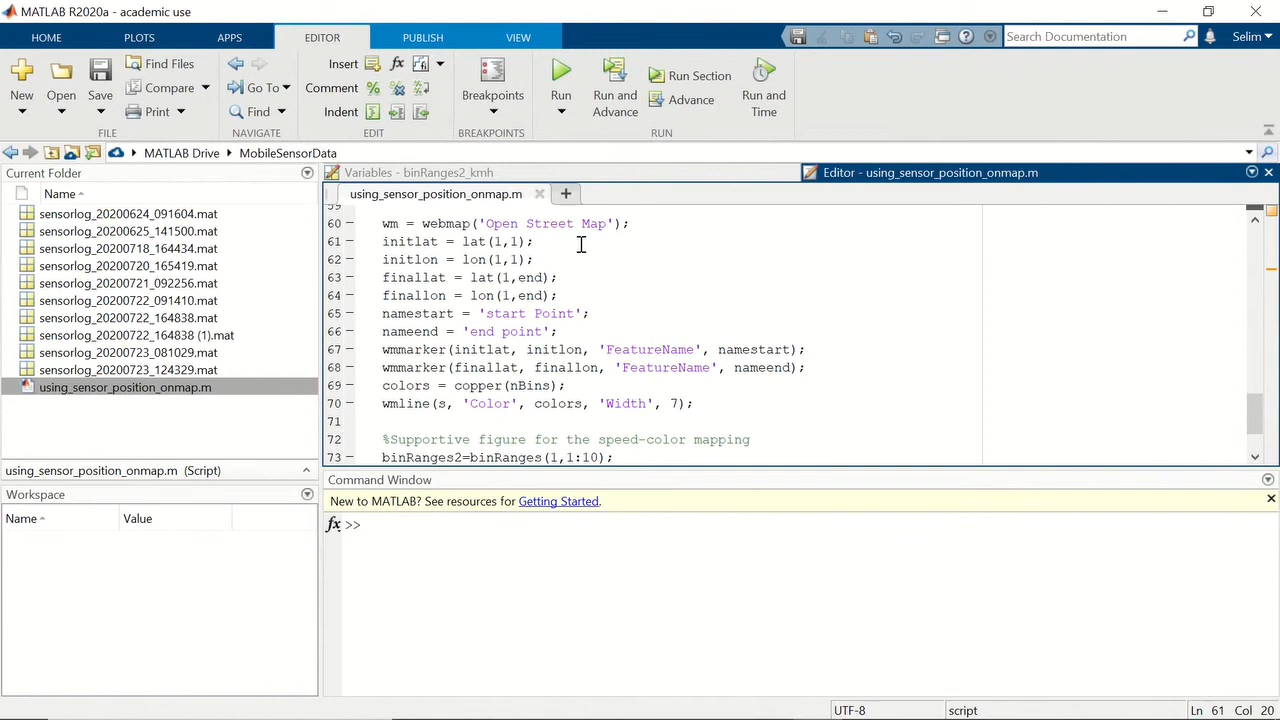 MATLAB R2020a - academic use
HOME PLOTS APPS EDITOR PUBLISH VIEW Search Documentation Selim
New Open Save Find Files Compare Print Go To Find Insert Comment Indent fx Breakpoints Run Run and Advance Run Section Advance Run and Time
FILE NAVIGATE EDIT BREAKPOINTS RUN
MATLAB Drive MobileSensorData
Current Folder
Name
sensorlog_20200624_091604.mat
sensorlog_20200625_141500.mat
sensorlog_20200718_164434.mat
sensorlog_20200720_165419.mat
sensorlog_20200721_092256.mat
sensorlog_20200722_091410.mat
sensorlog_20200722_164838.mat
sensorlog_20200722_164838 (1).mat
sensorlog_20200723_081029.mat
sensorlog_20200723_124329.mat
using_sensor_position_onmap.m
using_sensor_position_onmap.m (Script)
Workspace
Name Value
Variables - binRanges2_kmh
Editor - using_sensor_position_onmap.m
using_sensor_position_onmap.m
59
60 wm = webmap('Open Street Map');
61 initlat = lat(1,1);
62 initlon = lon(1,1);
63 finallat = lat(1,end);
64 finallon = lon(1,end);
65 namestart = 'start Point';
66 nameend = 'end point';
67 wmmarker(initlat, initlon, 'FeatureName', namestart);
68 wmmarker(finallat, finallon, 'FeatureName', nameend);
69 colors = copper(nBins);
70 wmline(s, 'Color', colors, 'Width', 7);
71
72 %Supportive figure for the speed-color mapping
73 binRanges2=binRanges(1,1:10);
Command Window
New to MATLAB? See resources for Getting Started.
fx >>
UTF-8 script Ln 61 Col 20